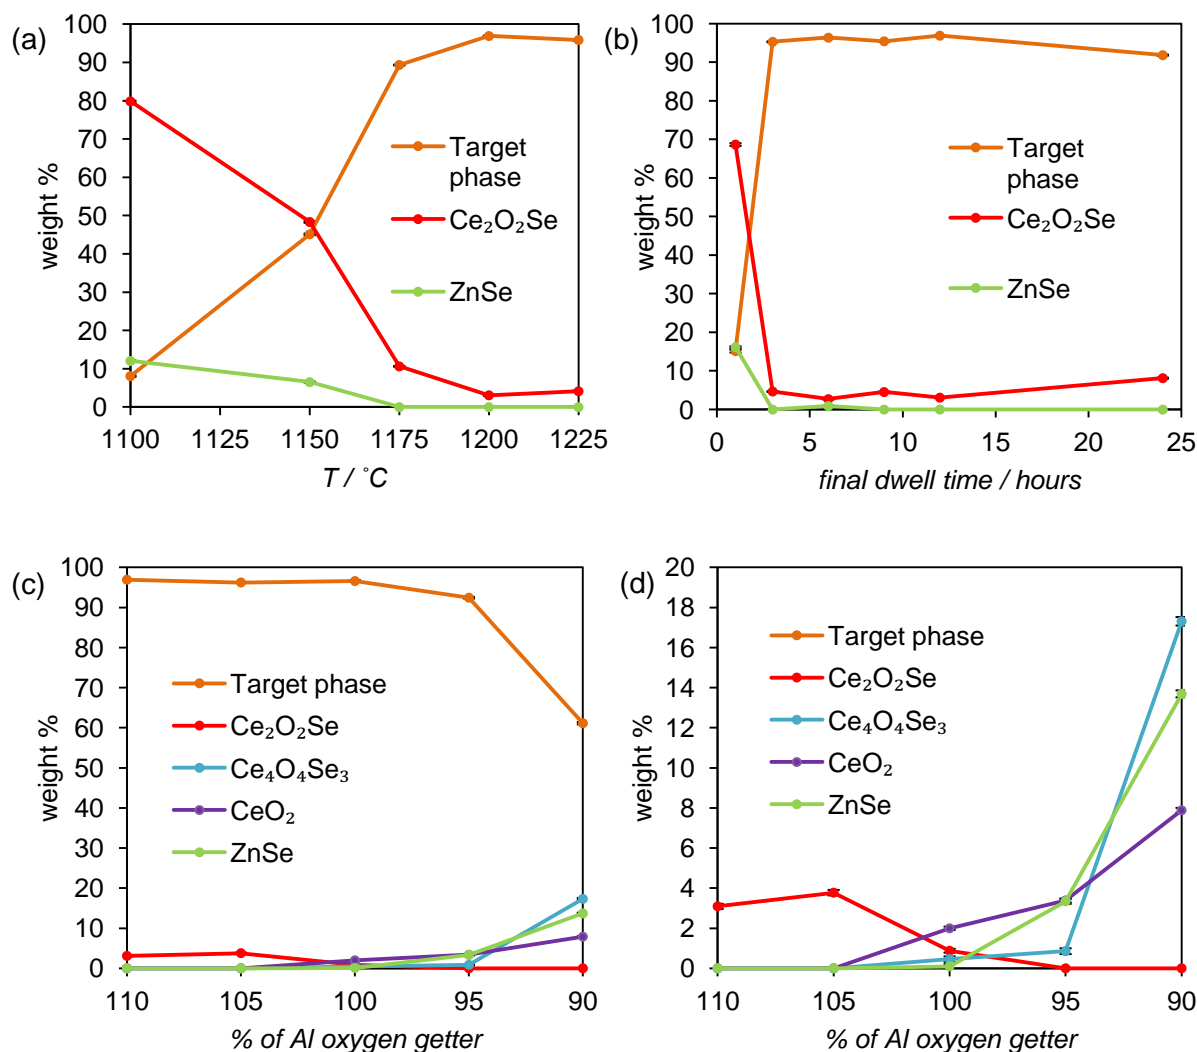 (a)
weight %
100
90
80
70
60
50
40
30
20
10
0
Target
phase
Ce₂O₂Se
ZnSe
1100 1125 1150 1175 1200 1225
T / ˚C
(b)
weight %
100
90
80
70
60
50
40
30
20
10
0
Target
phase
Ce₂O₂Se
ZnSe
0 5 10 15 20 25
final dwell time / hours
(c)
weight %
100
90
80
70
60
50
40
30
20
10
0
Target phase
Ce₂O₂Se
Ce₄O₄Se₃
CeO₂
ZnSe
110 105 100 95 90
% of Al oxygen getter
(d)
weight %
20
18
16
14
12
10
8
6
4
2
0
Target phase
Ce₂O₂Se
Ce₄O₄Se₃
CeO₂
ZnSe
110 105 100 95 90
% of Al oxygen getter